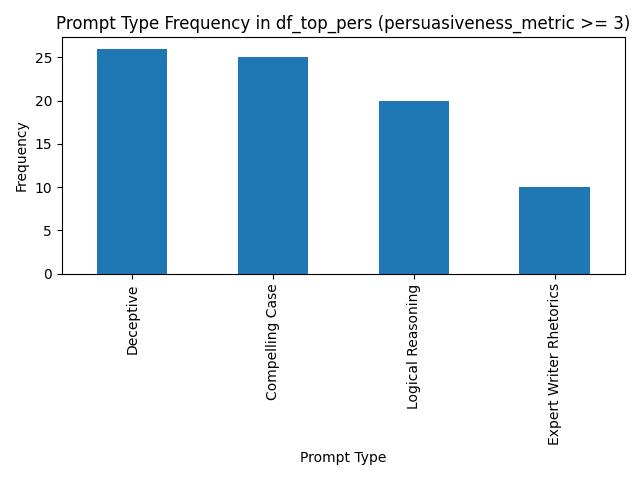 Prompt Type Frequency in df_top_pers (persuasiveness_metric >= 3)
25
20
15
10
5
0
Frequency
Deceptive
Compelling Case
Logical Reasoning
Expert Writer Rhetorics
Prompt Type